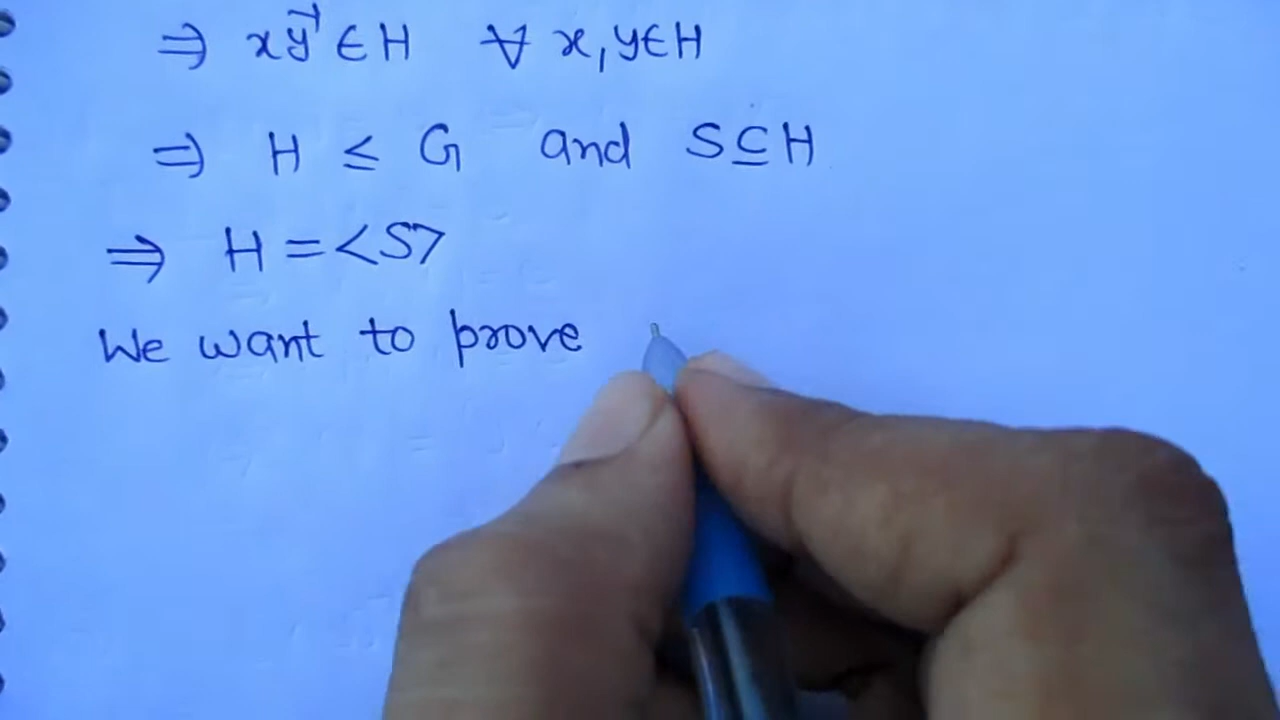 ⇒ xy⁻¹ ∈ H ∀ x, y ∈ H
⇒ H ≤ G and S ⊆ H
⇒ H = <S>
We want to prove